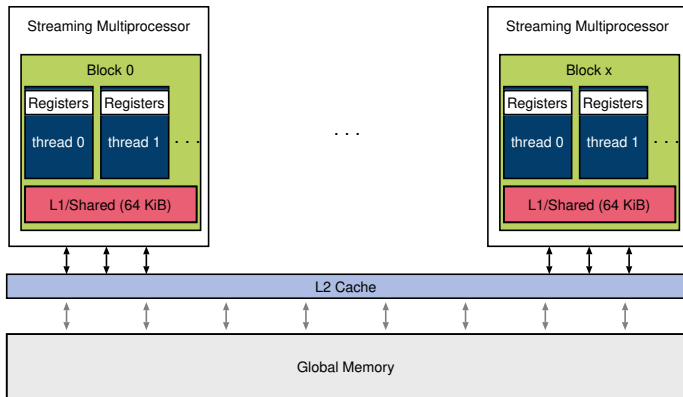 Streaming Multiprocessor
Block 0
Registers Registers
thread 0 thread 1 . . .
L1/Shared (64 KiB)
. . .
Streaming Multiprocessor
Block x
Registers Registers
thread 0 thread 1 . . .
L1/Shared (64 KiB)
L2 Cache
Global Memory